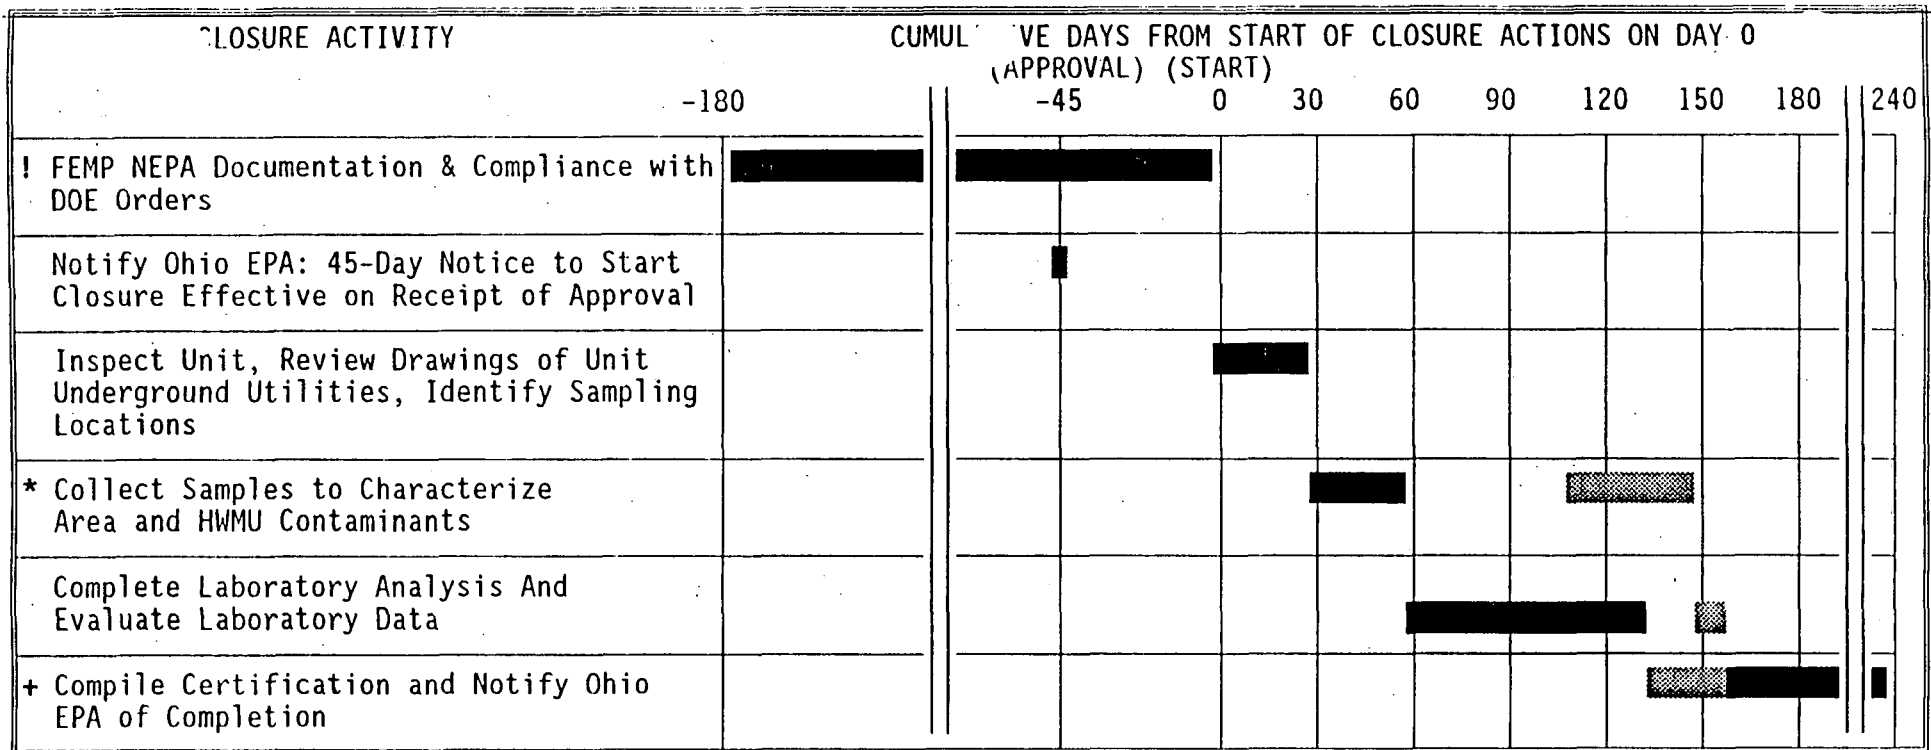 CLOSURE ACTIVITY CUMUL VE DAYS FROM START OF CLOSURE ACTIONS ON DAY 0
(APPROVAL) (START)
-180 -45 0 30 60 90 120 150 180 240
! FEMP NEPA Documentation & Compliance with
DOE Orders
Notify Ohio EPA: 45-Day Notice to Start
Closure Effective on Receipt of Approval
Inspect Unit, Review Drawings of Unit
Underground Utilities, Identify Sampling
Locations
* Collect Samples to Characterize
Area and HWMU Contaminants
Complete Laboratory Analysis And
Evaluate Laboratory Data
+ Compile Certification and Notify Ohio
EPA of Completion